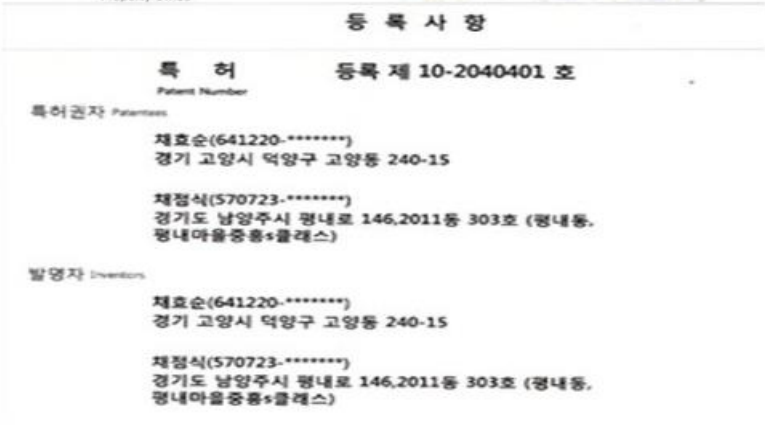 등 록 사 항
특 허 등록 제 10-2040401 호
Patent Number
특허권자 Patentees
채효순(641220-*******)
경기 고양시 덕양구 고양동 240-15
채점식(570723-*******)
경기도 남양주시 평내로 146,2011동 303호 (평내동,
평내마을중흥s클래스)
발명자 Inventors
채효순(641220-*******)
경기 고양시 덕양구 고양동 240-15
채점식(570723-*******)
경기도 남양주시 평내로 146,2011동 303호 (평내동,
평내마을중흥s클래스)